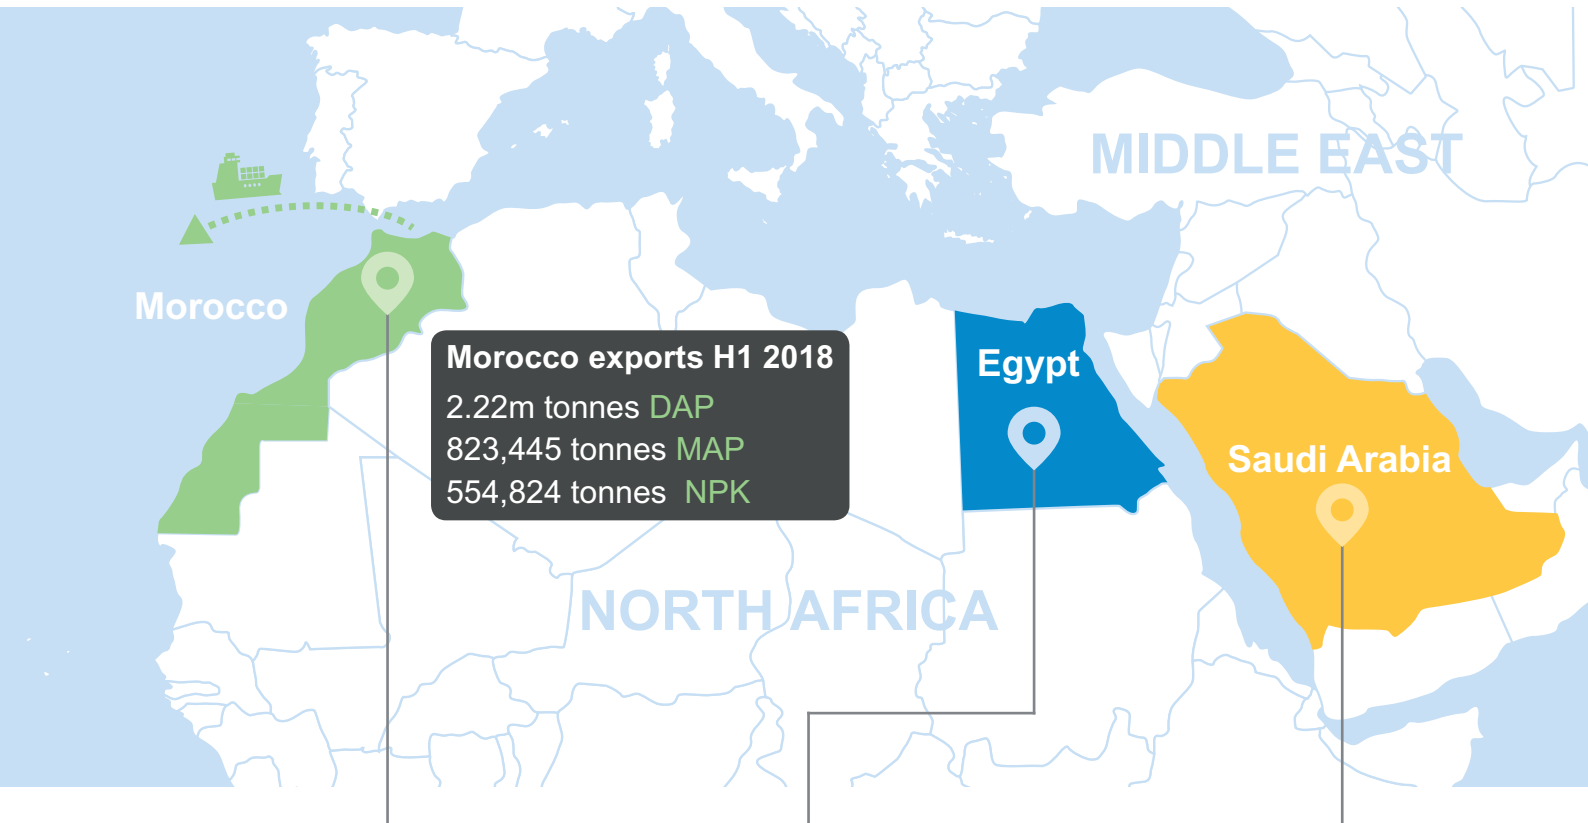 MIDDLE EAST
Morocco
Morocco exports H1 2018
2.22m tonnes DAP
823,445 tonnes MAP
554,824 tonnes NPK
Egypt
Saudi Arabia
NORTH AFRICA